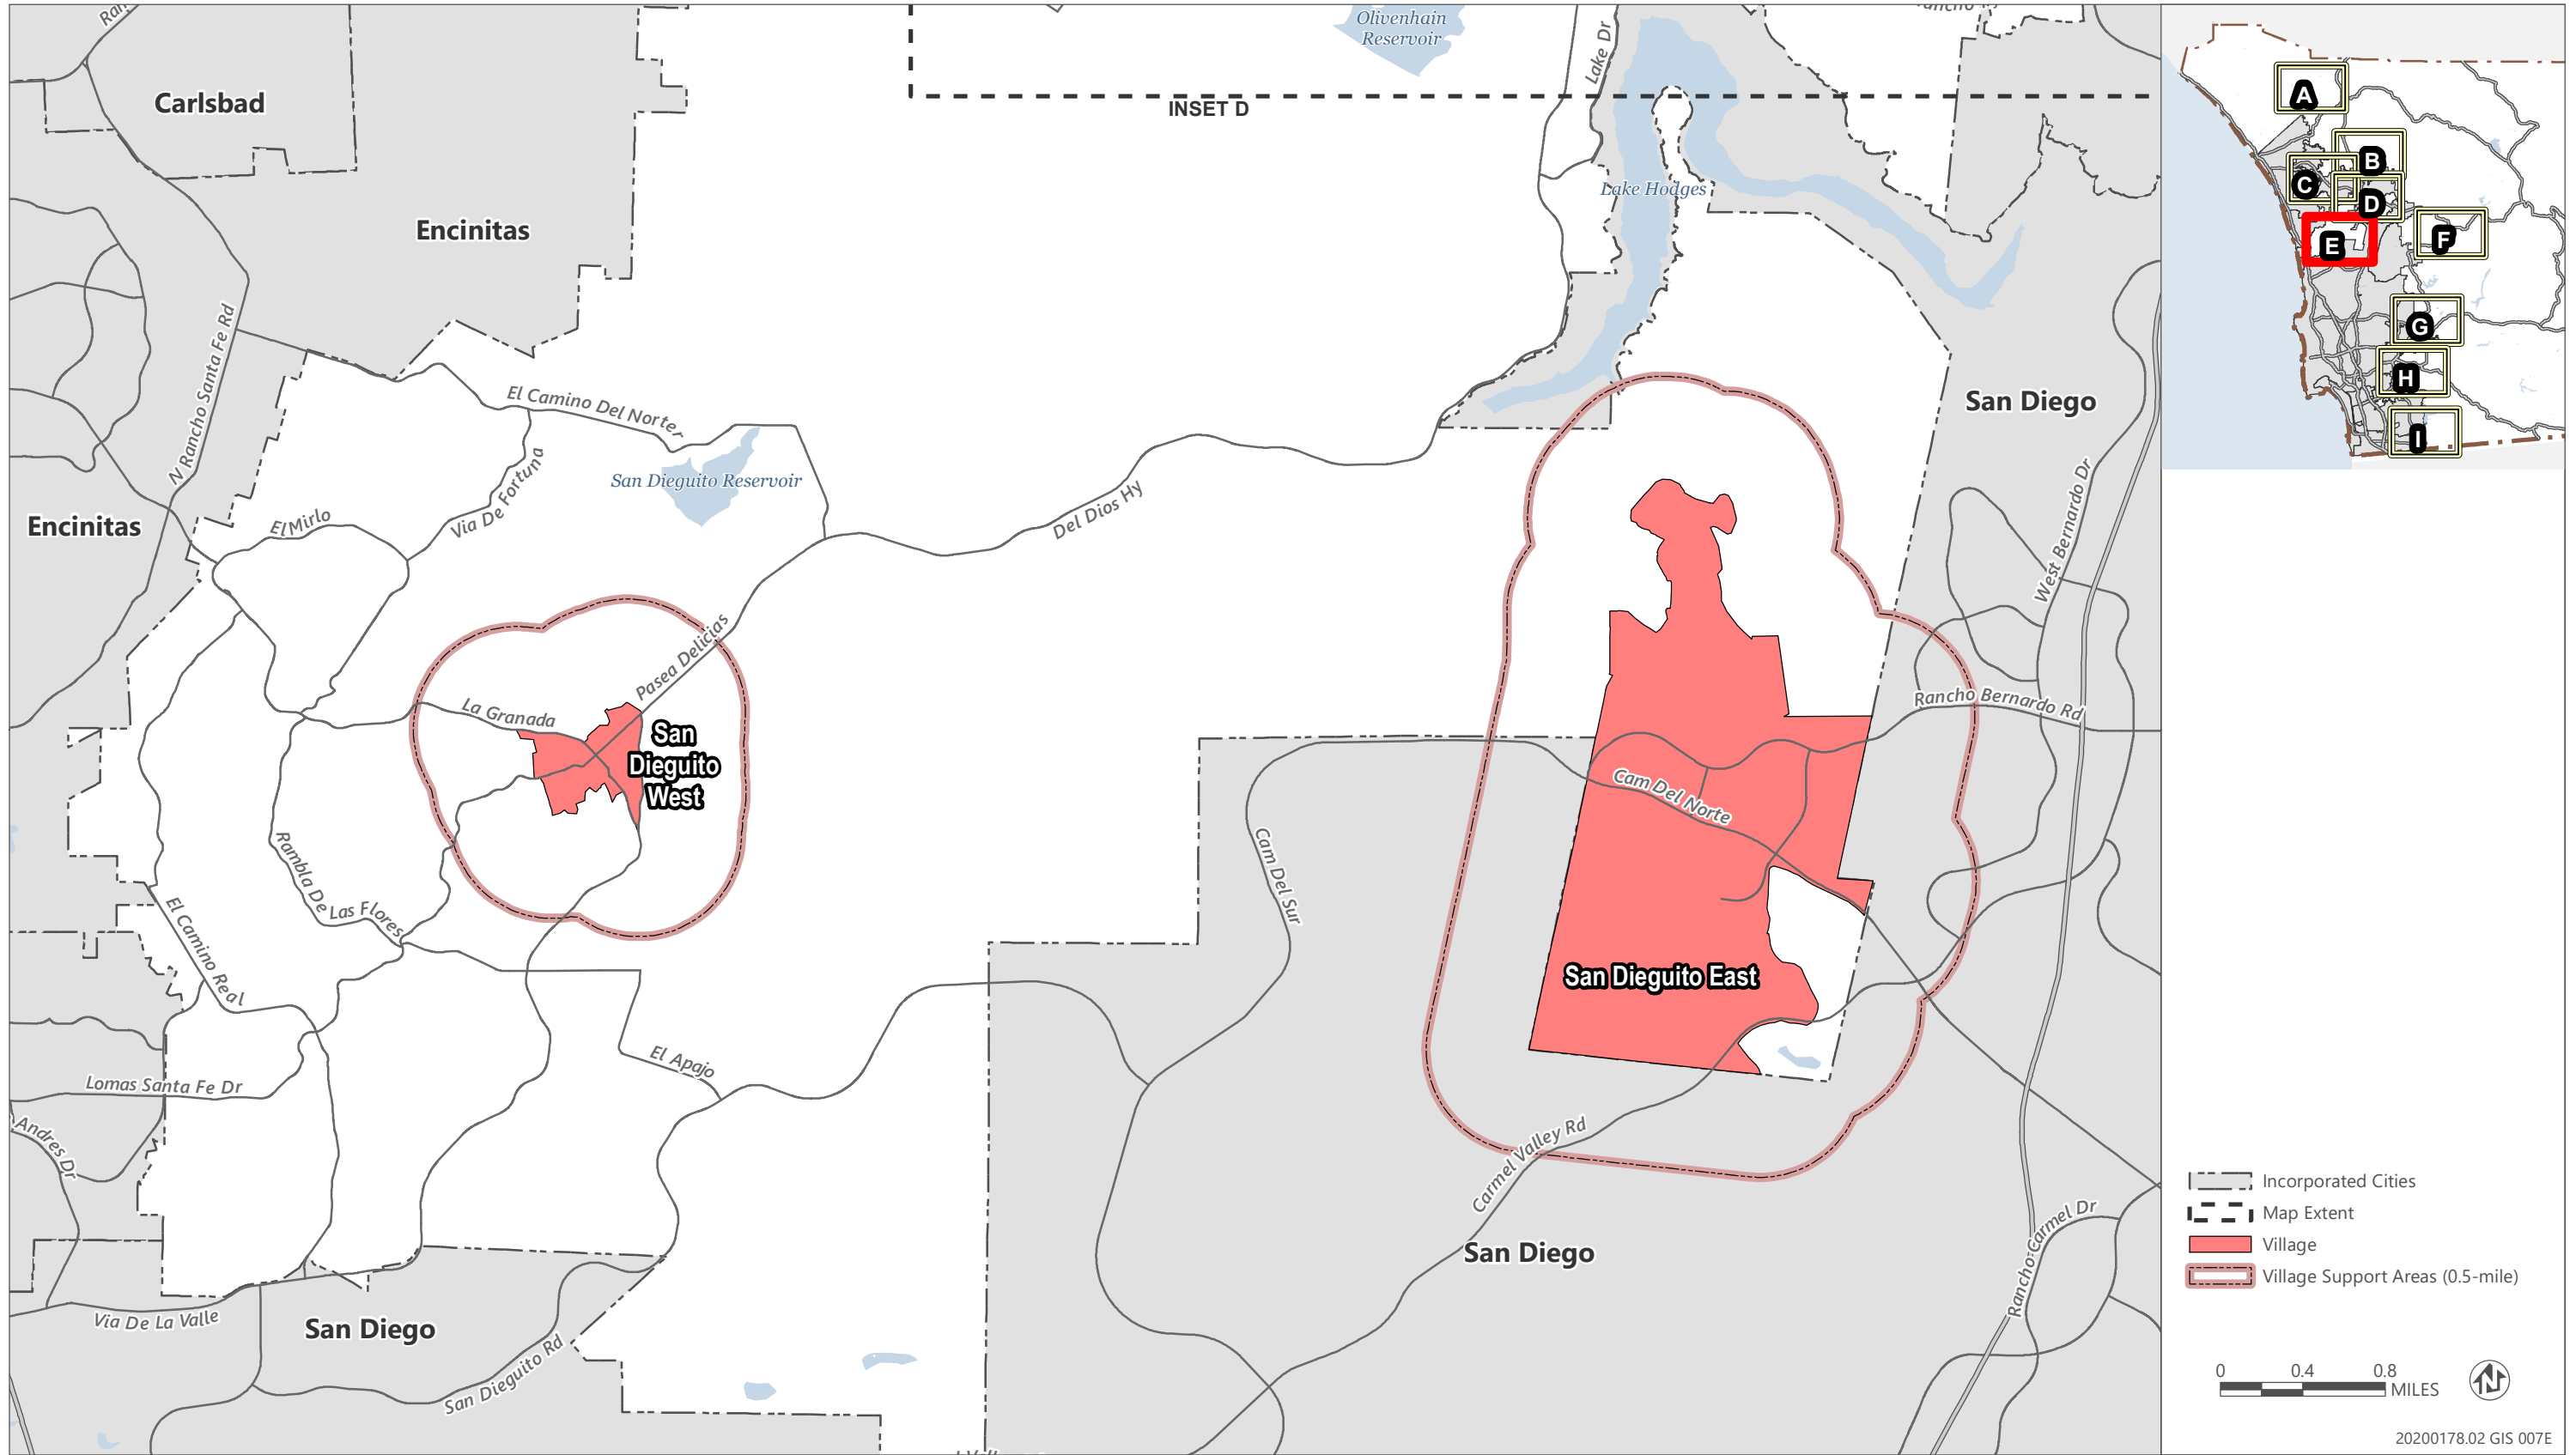 Carlsbad
Encinitas
Encinitas
N Rancho Santa Fe Rd
El Camino Del Norter
San Dieguito Reservoir
Via De Fortuna
El Mirlo
Olivenhain
Reservoir
Lake Dr
INSET D
Lake Hodges
Del Dios Hy
San Diego
West Bernardo Dr
Rancho Bernardo Rd
Pasea Delicias
La Granada
San
Dieguito
West
Cam Del Norte
Cam Del Sur
San Dieguito East
Rambla De Las Flores
El Camino Real
El Apajo
Lomas Santa Fe Dr
Andres Dr
Carmel Valley Rd
San Diego
Rancho Carmel Dr
Via De La Valle
San Diego
San Dieguito Rd
A
B
C
D
E
F
G
H
I
Incorporated Cities
Map Extent
Village
Village Support Areas (0.5-mile)
0 0.4 0.8
MILES
N
20200178.02 GIS 007E